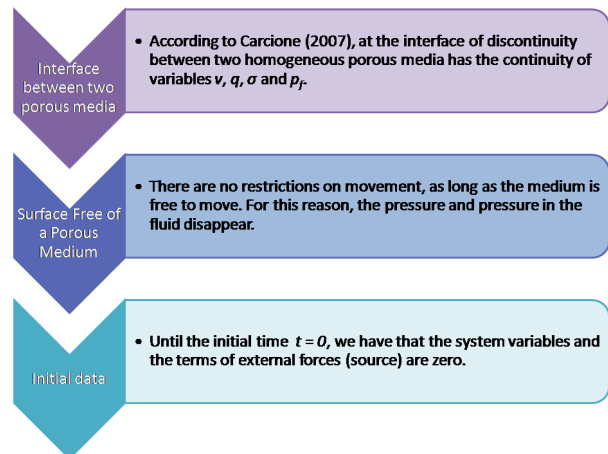 Interface
between two
porous media
• According to Carcione (2007), at the interface of discontinuity
between two homogeneous porous media has the continuity of
variables v, q, σ and pf.
Surface Free of
a Porous
Medium
• There are no restrictions on movement, as long as the medium is
free to move. For this reason, the pressure and pressure in the
fluid disappear.
Initial data
• Until the initial time t = 0, we have that the system variables and
the terms of external forces (source) are zero.